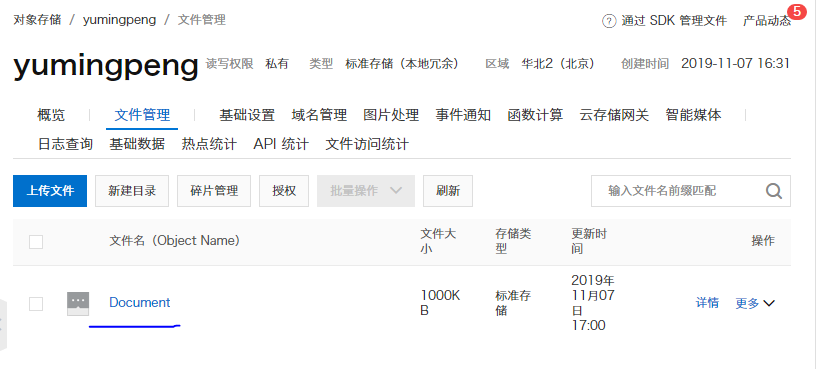 对象存储 / yumingpeng / 文件管理
? 通过 SDK 管理文件 产品动态 5
yumingpeng 读写权限 私有 类型 标准存储（本地冗余） 区域 华北2（北京） 创建时间 2019-11-07 16:31
概览 文件管理 基础设置 域名管理 图片处理 事件通知 函数计算 云存储网关 智能媒体
日志查询 基础数据 热点统计 API 统计 文件访问统计
上传文件 新建目录 碎片管理 授权 批量操作 刷新 输入文件名前缀匹配
文件名（Object Name） 文件大 存储类 更新时 操作
小 型 间
2019年
Document 1000K 标准存 11月07 详情 更多
B 储 日
17:00